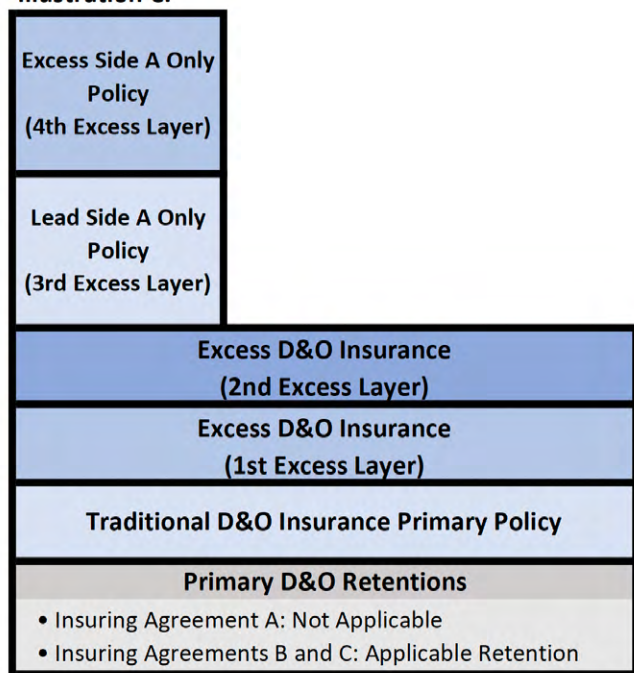 Illustration C:
Excess Side A Only
Policy
(4th Excess Layer)
Lead Side A Only
Policy
(3rd Excess Layer)
Excess D&O Insurance
(2nd Excess Layer)
Excess D&O Insurance
(1st Excess Layer)
Traditional D&O Insurance Primary Policy
Primary D&O Retentions
• Insuring Agreement A: Not Applicable
• Insuring Agreements B and C: Applicable Retention